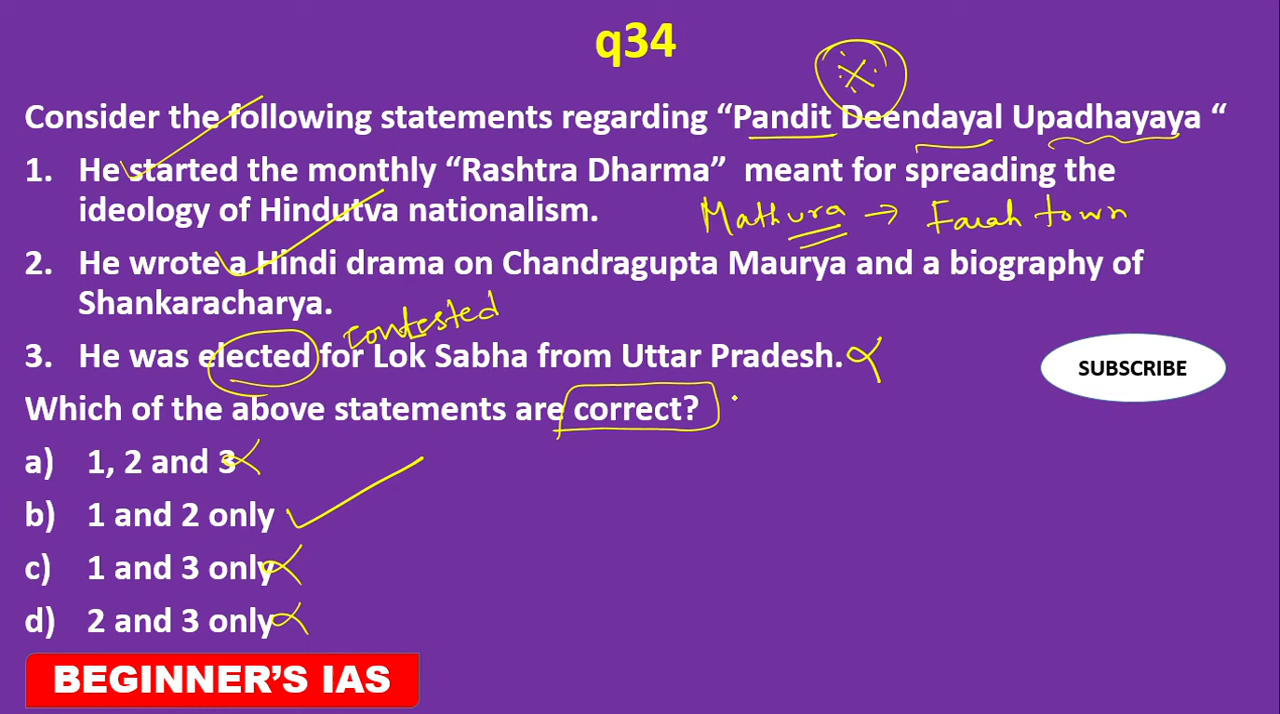 q34
Consider the following statements regarding “Pandit Deendayal Upadhayaya “
1. He started the monthly “Rashtra Dharma” meant for spreading the
ideology of Hindutva nationalism.
Mathura → Farah town
2. He wrote a Hindi drama on Chandragupta Maurya and a biography of
Shankaracharya.
contested
3. He was elected for Lok Sabha from Uttar Pradesh.
SUBSCRIBE
Which of the above statements are correct?
a) 1, 2 and 3
b) 1 and 2 only
c) 1 and 3 only
d) 2 and 3 only
BEGINNER’S IAS